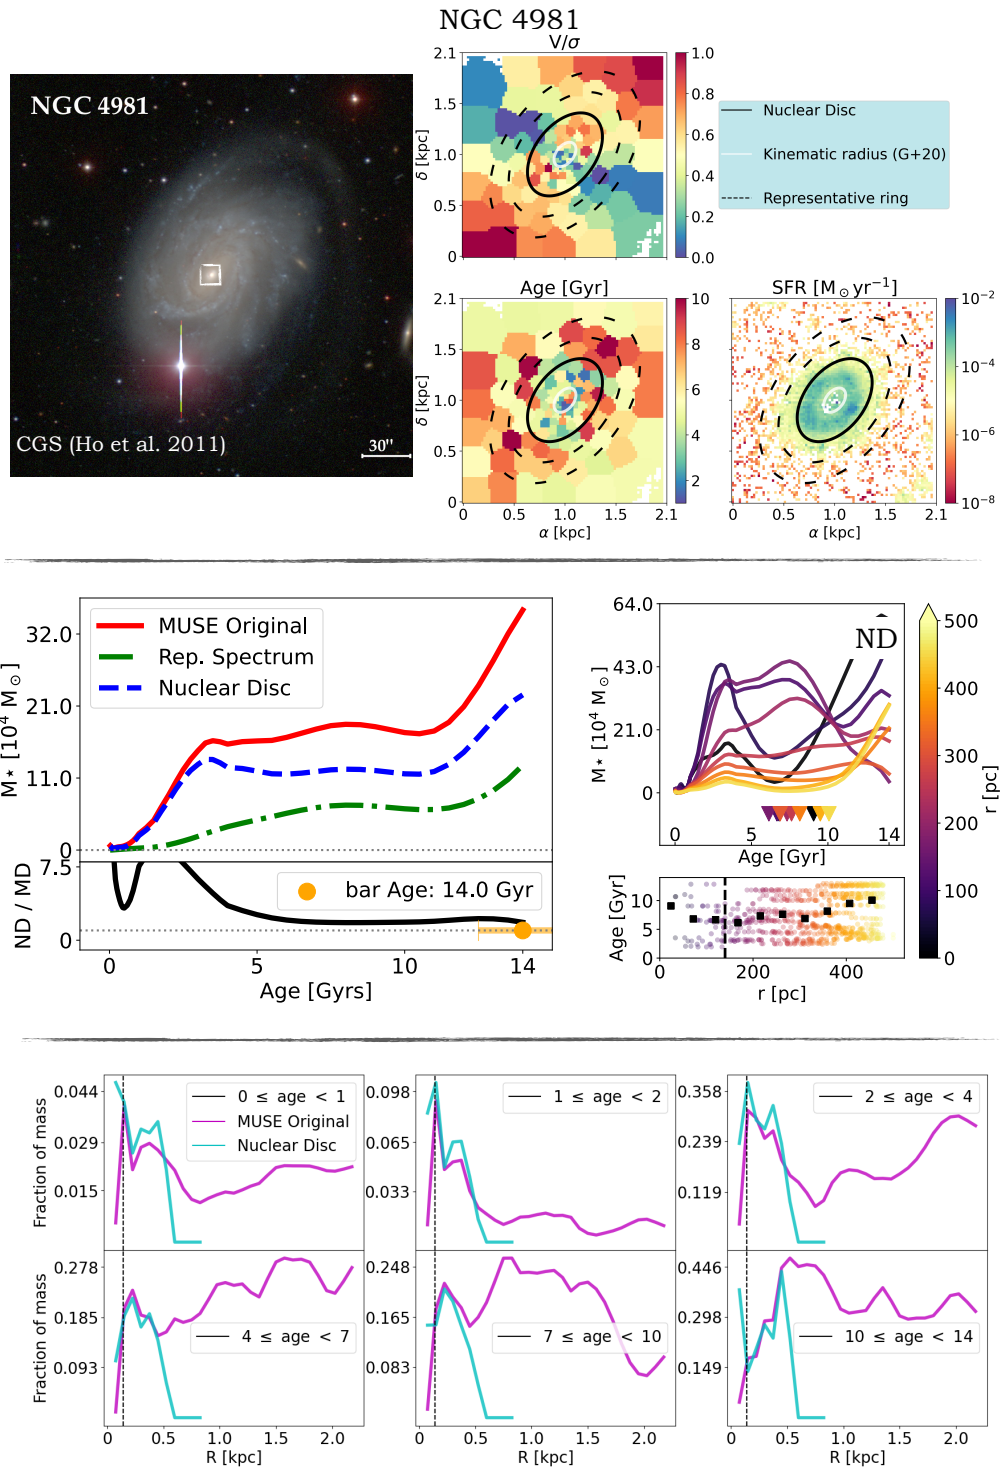 NGC 4981
NGC 4981
CGS (Ho et al. 2011)
30"
V/σ
2.1
1.5
1.0
0.5
0
δ [kpc]
1.0
0.8
0.6
0.4
0.2
0.0
Nuclear Disc
Kinematic radius (G+20)
Representative ring
Age [Gyr]
2.1
1.5
1.0
0.5
0
δ [kpc]
0 0.5 1.0 1.5 2.1
α [kpc]
10
8
6
4
2
SFR [M⊙yr⁻¹]
0 0.5 1.0 1.5 2.1
α [kpc]
10⁻²
10⁻⁴
10⁻⁶
10⁻⁸
MUSE Original
Rep. Spectrum
Nuclear Disc
32.0
21.0
11.0
0
M⋆ [10⁴ M⊙]
7.5
0
ND / MD
bar Age: 14.0 Gyr
0 5 10 14
Age [Gyrs]
64.0
43.0
21.0
0
M⋆ [10⁴ M⊙]
N͡D
0 5 10 14
Age [Gyr]
10
5
0
Age [Gyr]
0 200 400
r [pc]
500
400
300
200
100
0
r [pc]
0.044
0.029
0.015
Fraction of mass
0 ≤ age < 1
MUSE Original
Nuclear Disc
0.098
0.065
0.033
1 ≤ age < 2
0.358
0.239
0.119
2 ≤ age < 4
0.278
0.185
0.093
Fraction of mass
4 ≤ age < 7
0 0.5 1.0 1.5 2.0
R [kpc]
0.248
0.165
0.083
7 ≤ age < 10
0 0.5 1.0 1.5 2.0
R [kpc]
0.446
0.298
0.149
10 ≤ age < 14
0 0.5 1.0 1.5 2.0
R [kpc]